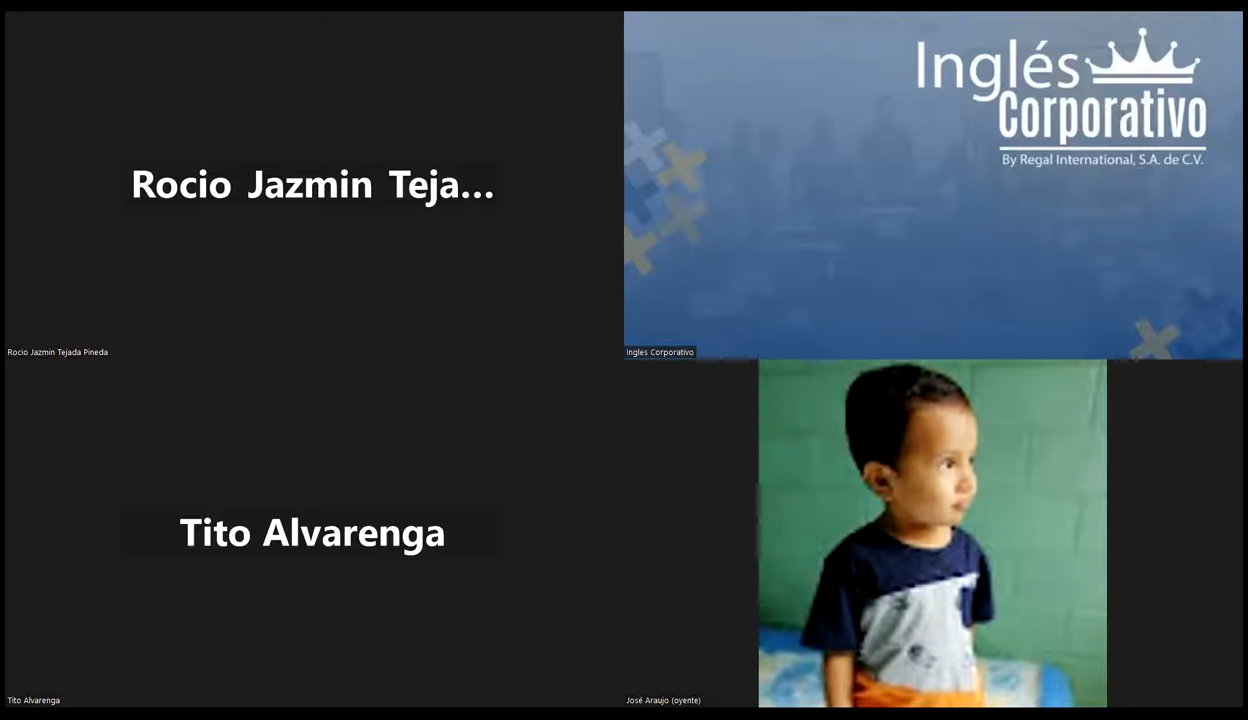 Rocio Jazmin Teja...
Rocio Jazmin Tejada Pineda
Inglés
Corporativo
By Regal International, S.A. de C.V.
Ingles Corporativo
Tito Alvarenga
Tito Alvarenga
José Araujo (oyente)